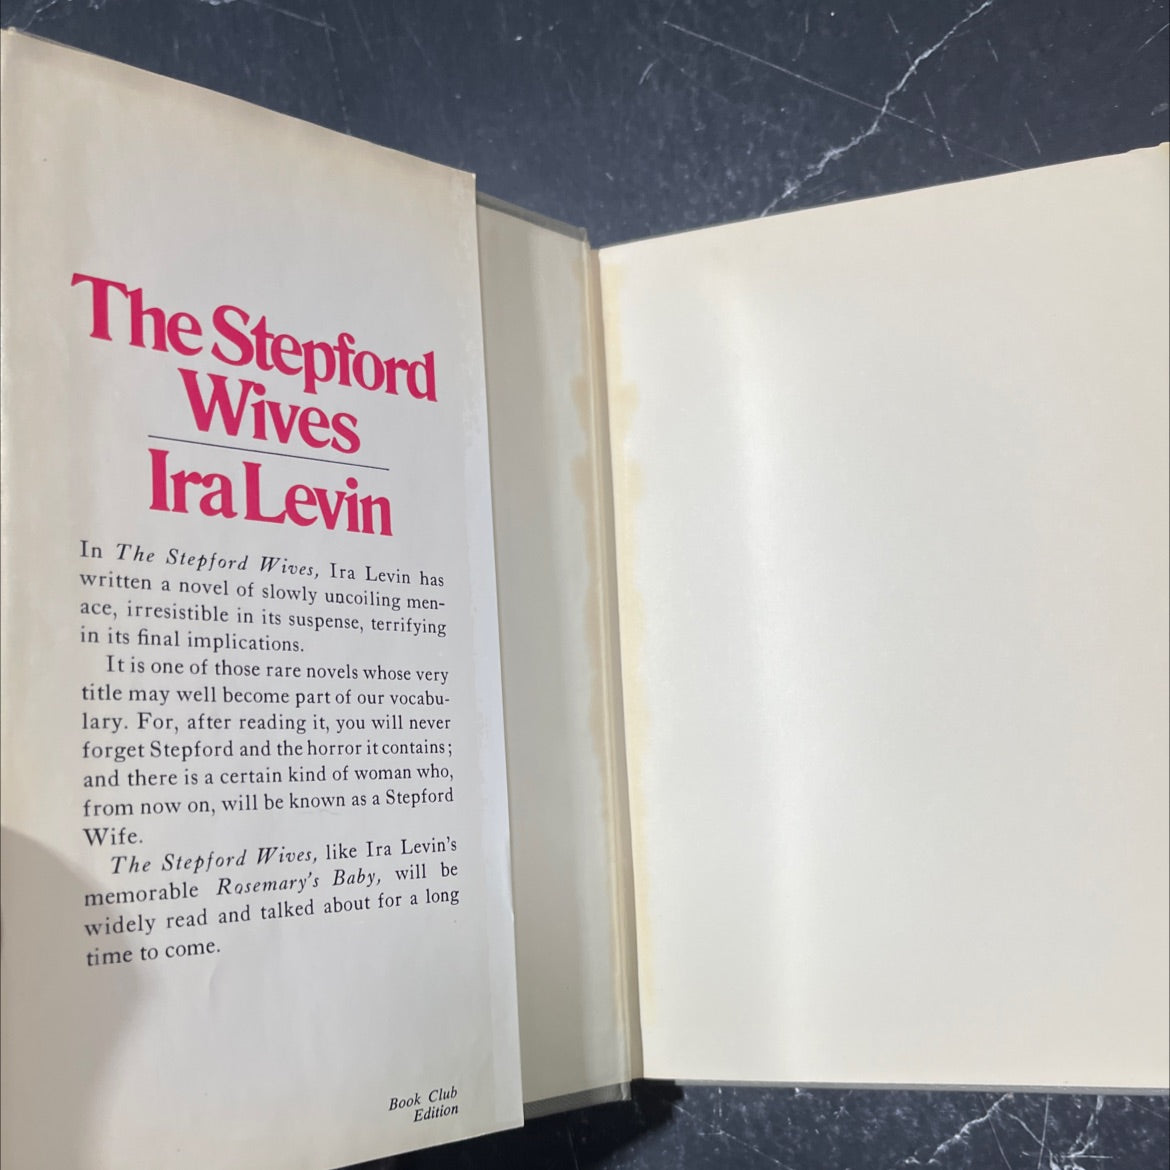 The Stepford
Wives
Ira Levin
In The Stepford Wives, Ira Levin has
written a novel of slowly uncoiling men-
ace, irresistible in its suspense, terrifying
in its final implications.
It is one of those rare novels whose very
title may well become part of our vocabu-
lary. For, after reading it, you will never
forget Stepford and the horror it contains;
and there is a certain kind of woman who,
from now on, will be known as a Stepford
Wife.
The Stepford Wives, like Ira Levin's
memorable Rosemary's Baby, will be
widely read and talked about for a long
time to come.
Book Club
Edition